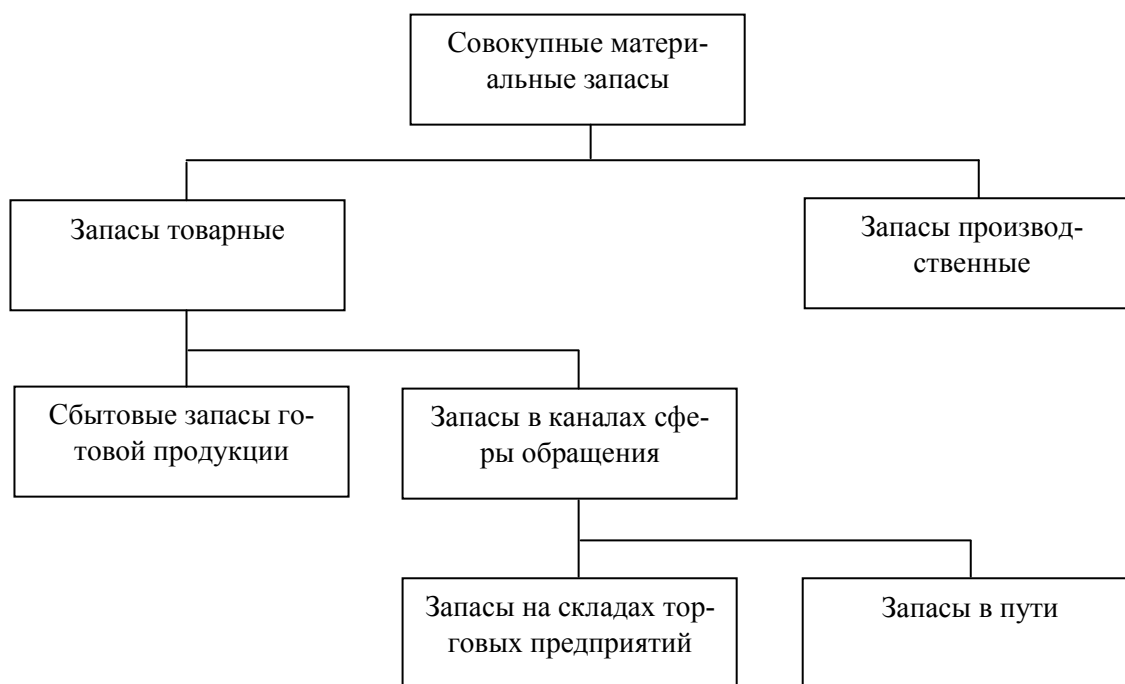 Совокупные матери-
альные запасы
Запасы товарные
Запасы производ-
ственные
Сбытовые запасы го-
товой продукции
Запасы в каналах сфе-
ры обращения
Запасы на складах тор-
говых предприятий
Запасы в пути